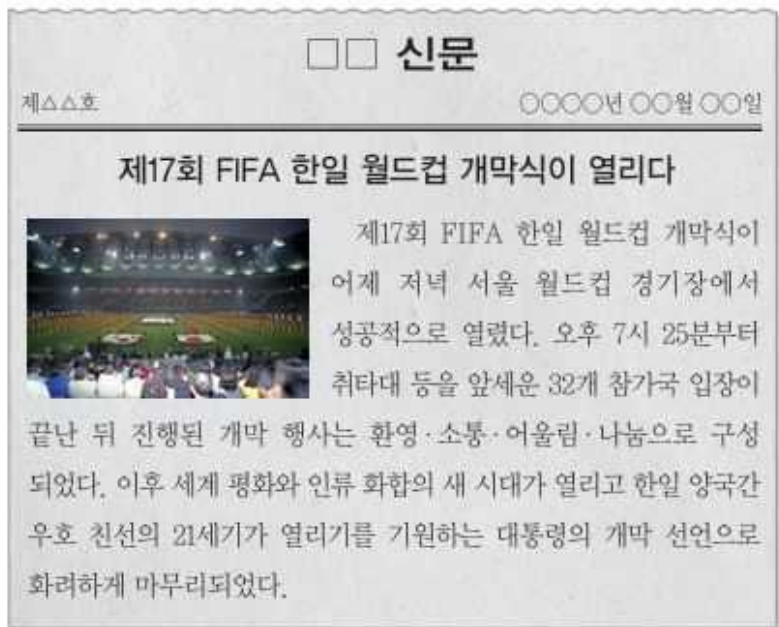 □□ 신문
제△△호 ○○○○년 ○○월 ○○일
제17회 FIFA 한일 월드컵 개막식이 열리다
제17회 FIFA 한일 월드컵 개막식이
어제 저녁 서울 월드컵 경기장에서
성공적으로 열렸다. 오후 7시 25분부터
취타대 등을 앞세운 32개 참가국 입장이
끝난 뒤 진행된 개막 행사는 환영·소통·어울림·나눔으로 구성
되었다. 이후 세계 평화와 인류 화합의 새 시대가 열리고 한일 양국간
우호 친선의 21세기가 열리기를 기원하는 대통령의 개막 선언으로
화려하게 마무리되었다.